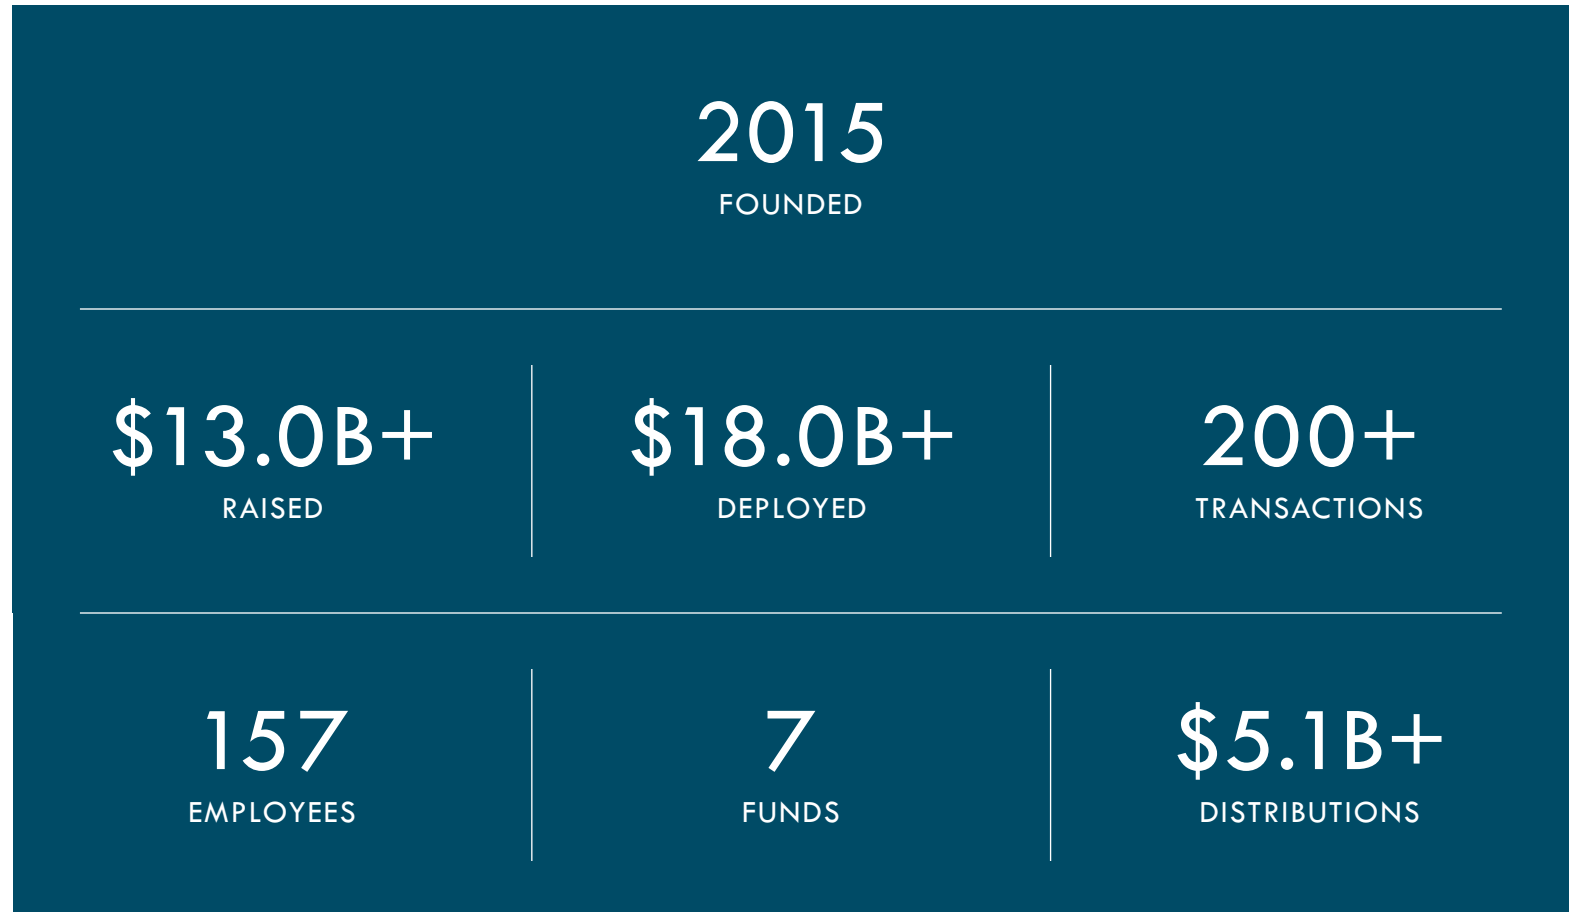 2015
FOUNDED
$13.0B+
RAISED
$18.0B+
DEPLOYED
200+
TRANSACTIONS
157
EMPLOYEES
7
FUNDS
$5.1B+
DISTRIBUTIONS